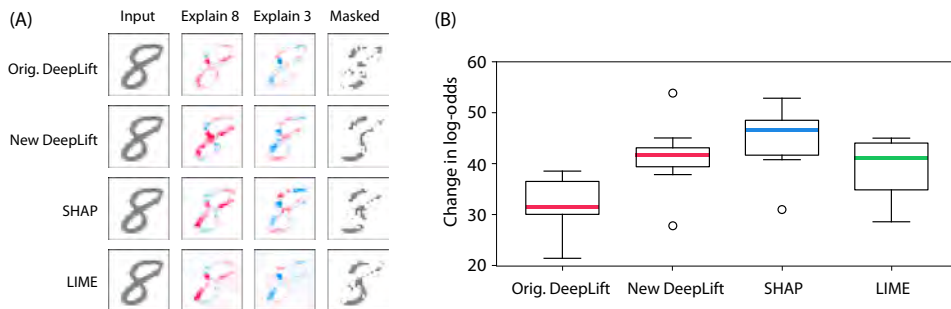 (A)
Input Explain 8 Explain 3 Masked
Orig. DeepLift
New DeepLift
SHAP
LIME
(B)
Change in log-odds
60
50
40
30
20
Orig. DeepLift New DeepLift SHAP LIME